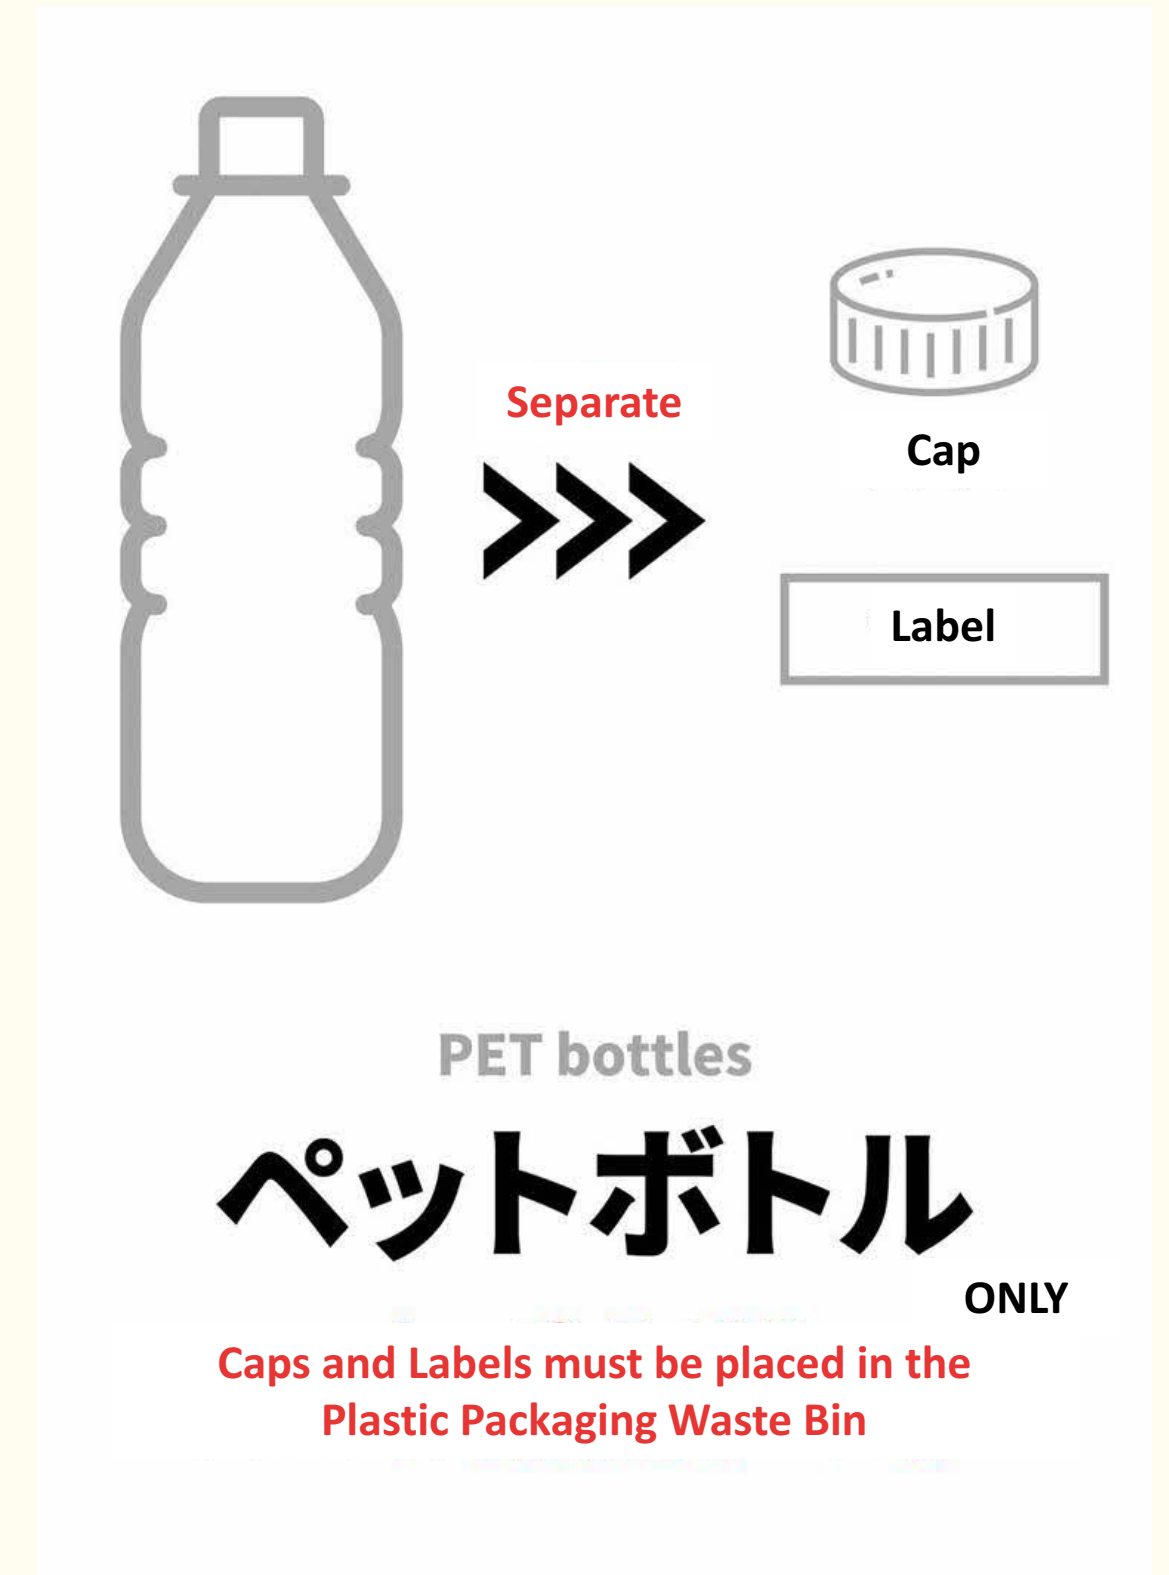 Separate
Cap
Label
PET bottles
ペットボトル
ONLY
Caps and Labels must be placed in the
Plastic Packaging Waste Bin